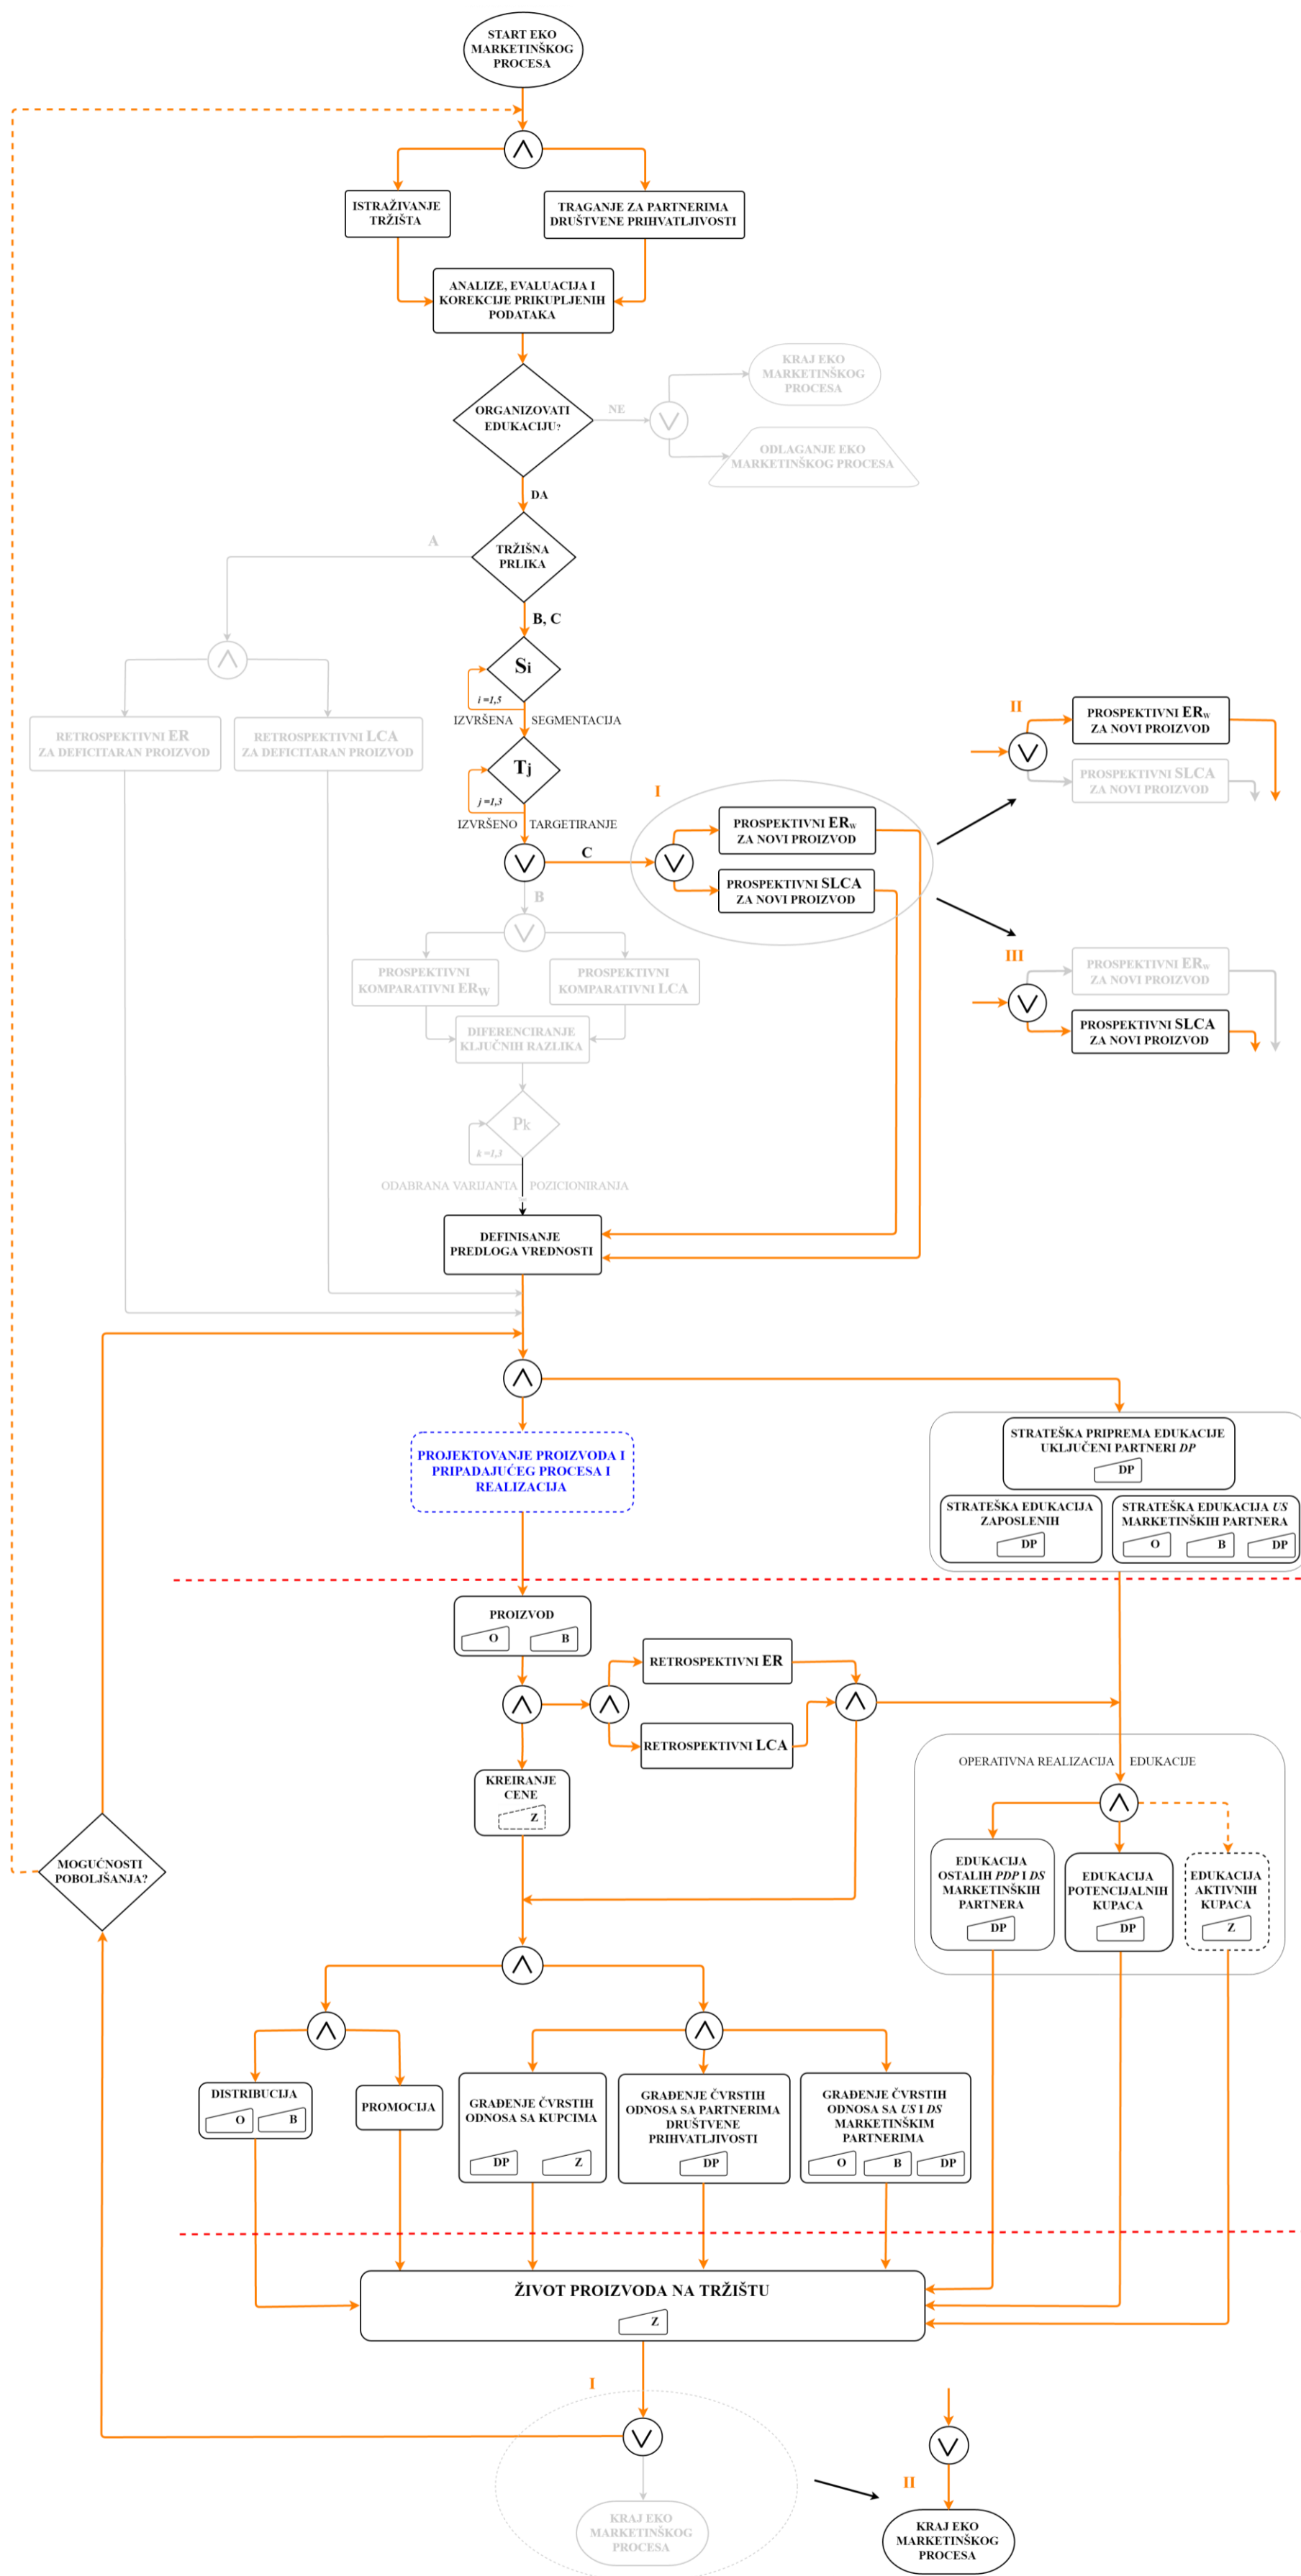 START EKO
MARKETINŠKOG
PROCESA
ISTRAŽIVANJE
TRŽIŠTA
TRAGANJE ZA PARTNERIMA
DRUŠTVENE PRIHVATLJIVOSTI
ANALIZE, EVALUACIJA I
KOREKCIJE PRIKUPLJENIH
PODATAKA
KRAJ EKO
MARKETINŠKOG
PROCESA
ORGANIZOVATI
EDUKACIJU?
NE
ODLAGANJE EKO
MARKETINŠKOG PROCESA
DA
A
TRŽIŠNA
PRLIKA
B, C
Si
i =1,5
IZVRŠENA SEGMENTACIJA
RETROSPEKTIVNI ER
ZA DEFICITARAN PROIZVOD
RETROSPEKTIVNI LCA
ZA DEFICITARAN PROIZVOD
Tj
j =1,3
IZVRŠENO TARGETIRANJE
C
B
I
PROSPEKTIVNI ERw
ZA NOVI PROIZVOD
PROSPEKTIVNI SLCA
ZA NOVI PROIZVOD
II
PROSPEKTIVNI ERw
ZA NOVI PROIZVOD
PROSPEKTIVNI SLCA
ZA NOVI PROIZVOD
III
PROSPEKTIVNI ERw
ZA NOVI PROIZVOD
PROSPEKTIVNI SLCA
ZA NOVI PROIZVOD
PROSPEKTIVNI
KOMPARATIVNI ERW
PROSPEKTIVNI
KOMPARATIVNI LCA
DIFERENCIRANJE
KLJUČNIH RAZLIKA
Pk
k =1,3
ODABRANA VARIJANTA POZICIONIRANJA
DEFINISANJE
PREDLOGA VREDNOSTI
PROJEKTOVANJE PROIZVODA I
PRIPADAJUĆEG PROCESA I
REALIZACIJA
STRATEŠKA PRIPREMA EDUKACIJE
UKLJUČENI PARTNERI DP
DP
STRATEŠKA EDUKACIJA
ZAPOSLENIH
DP
STRATEŠKA EDUKACIJA US
MARKETINŠKIH PARTNERA
O B DP
PROIZVOD
O B
RETROSPEKTIVNI ER
RETROSPEKTIVNI LCA
KREIRANJE
CENE
Z
OPERATIVNA REALIZACIJA EDUKACIJE
EDUKACIJA
OSTALIH PDP I DS
MARKETINŠKIH
PARTNERA
DP
EDUKACIJA
POTENCIJALNIH
KUPACA
DP
EDUKACIJA
AKTIVNIH
KUPACA
Z
MOGUĆNOSTI
POBOLJŠANJA?
DISTRIBUCIJA
O B
PROMOCIJA
GRAĐENJE ČVRSTIH
ODNOSA SA KUPCIMA
DP Z
GRAĐENJE ČVRSTIH
ODNOSA SA PARTNERIMA
DRUŠTVENE
PRIHVATLJIVOSTI
DP
GRAĐENJE ČVRSTIH
ODNOSA SA US I DS
MARKETINŠKIM
PARTNERIMA
O B DP
ŽIVOT PROIZVODA NA TRŽIŠTU
Z
I
KRAJ EKO
MARKETINŠKOG
PROCESA
II
KRAJ EKO
MARKETINŠKOG
PROCESA